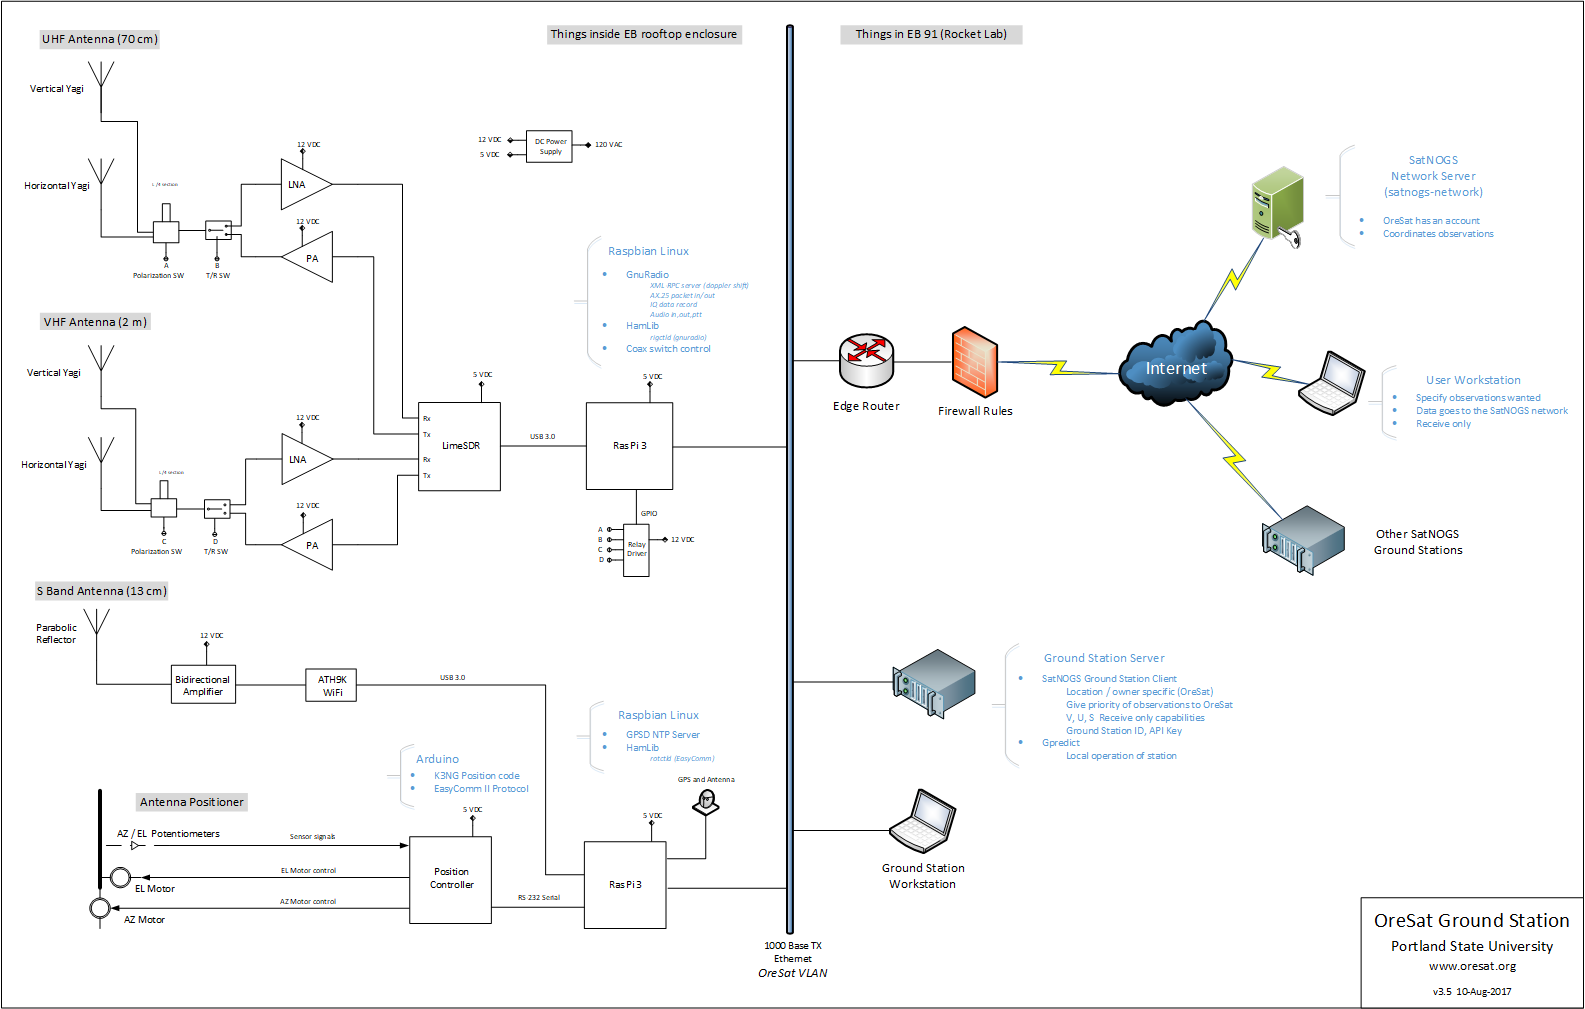 UHF Antenna (70 cm)
Things inside EB rooftop enclosure
Things in EB 91 (Rocket Lab)
Vertical Yagi
Horizontal Yagi
L /4 section
12 VDC
LNA
12 VDC
PA
A
Polarization SW
B
T/R SW
12 VDC
5 VDC
DC Power
Supply
120 VAC
Raspbian Linux
• GnuRadio
XML RPC server (doppler shift)
AX.25 packet in/out
IQ data record
Audio in,out,ptt
• HamLib
rigctld (gnuradio)
• Coax switch control
SatNOGS
Network Server
(satnogs-network)
• OreSat has an account
• Coordinates observations
VHF Antenna (2 m)
Vertical Yagi
Horizontal Yagi
L /4 section
12 VDC
LNA
12 VDC
PA
C
Polarization SW
D
T/R SW
5 VDC
Rx
Tx
LimeSDR
Rx
Tx
USB 3.0
5 VDC
RasPi 3
GPIO
A
B
C
D
Relay
Driver
12 VDC
Edge Router
Firewall Rules
Internet
User Workstation
• Specify observations wanted
• Data goes to the SatNOGS network
• Receive only
Other SatNOGS
Ground Stations
S Band Antenna (13 cm)
Parabolic
Reflector
12 VDC
Bidirectional
Amplifier
ATH9K
WiFi
USB 3.0
Raspbian Linux
• GPSD NTP Server
• HamLib
rotctld (EasyComm)
GPS and Antenna
Arduino
• K3NG Position code
• EasyComm II Protocol
Antenna Positioner
AZ / EL Potentiometers
Sensor signals
EL Motor control
EL Motor
AZ Motor control
AZ Motor
5 VDC
Position
Controller
RS-232 Serial
5 VDC
RasPi 3
Ground Station Server
• SatNOGS Ground Station Client
Location / owner specific (OreSat)
Give priority of observations to OreSat
V, U, S Receive only capabilities
Ground Station ID, API Key
• Gpredict
Local operation of station
Ground Station
Workstation
1000 Base TX
Ethernet
OreSat VLAN
OreSat Ground Station
Portland State University
www.oresat.org
v3.5 10-Aug-2017